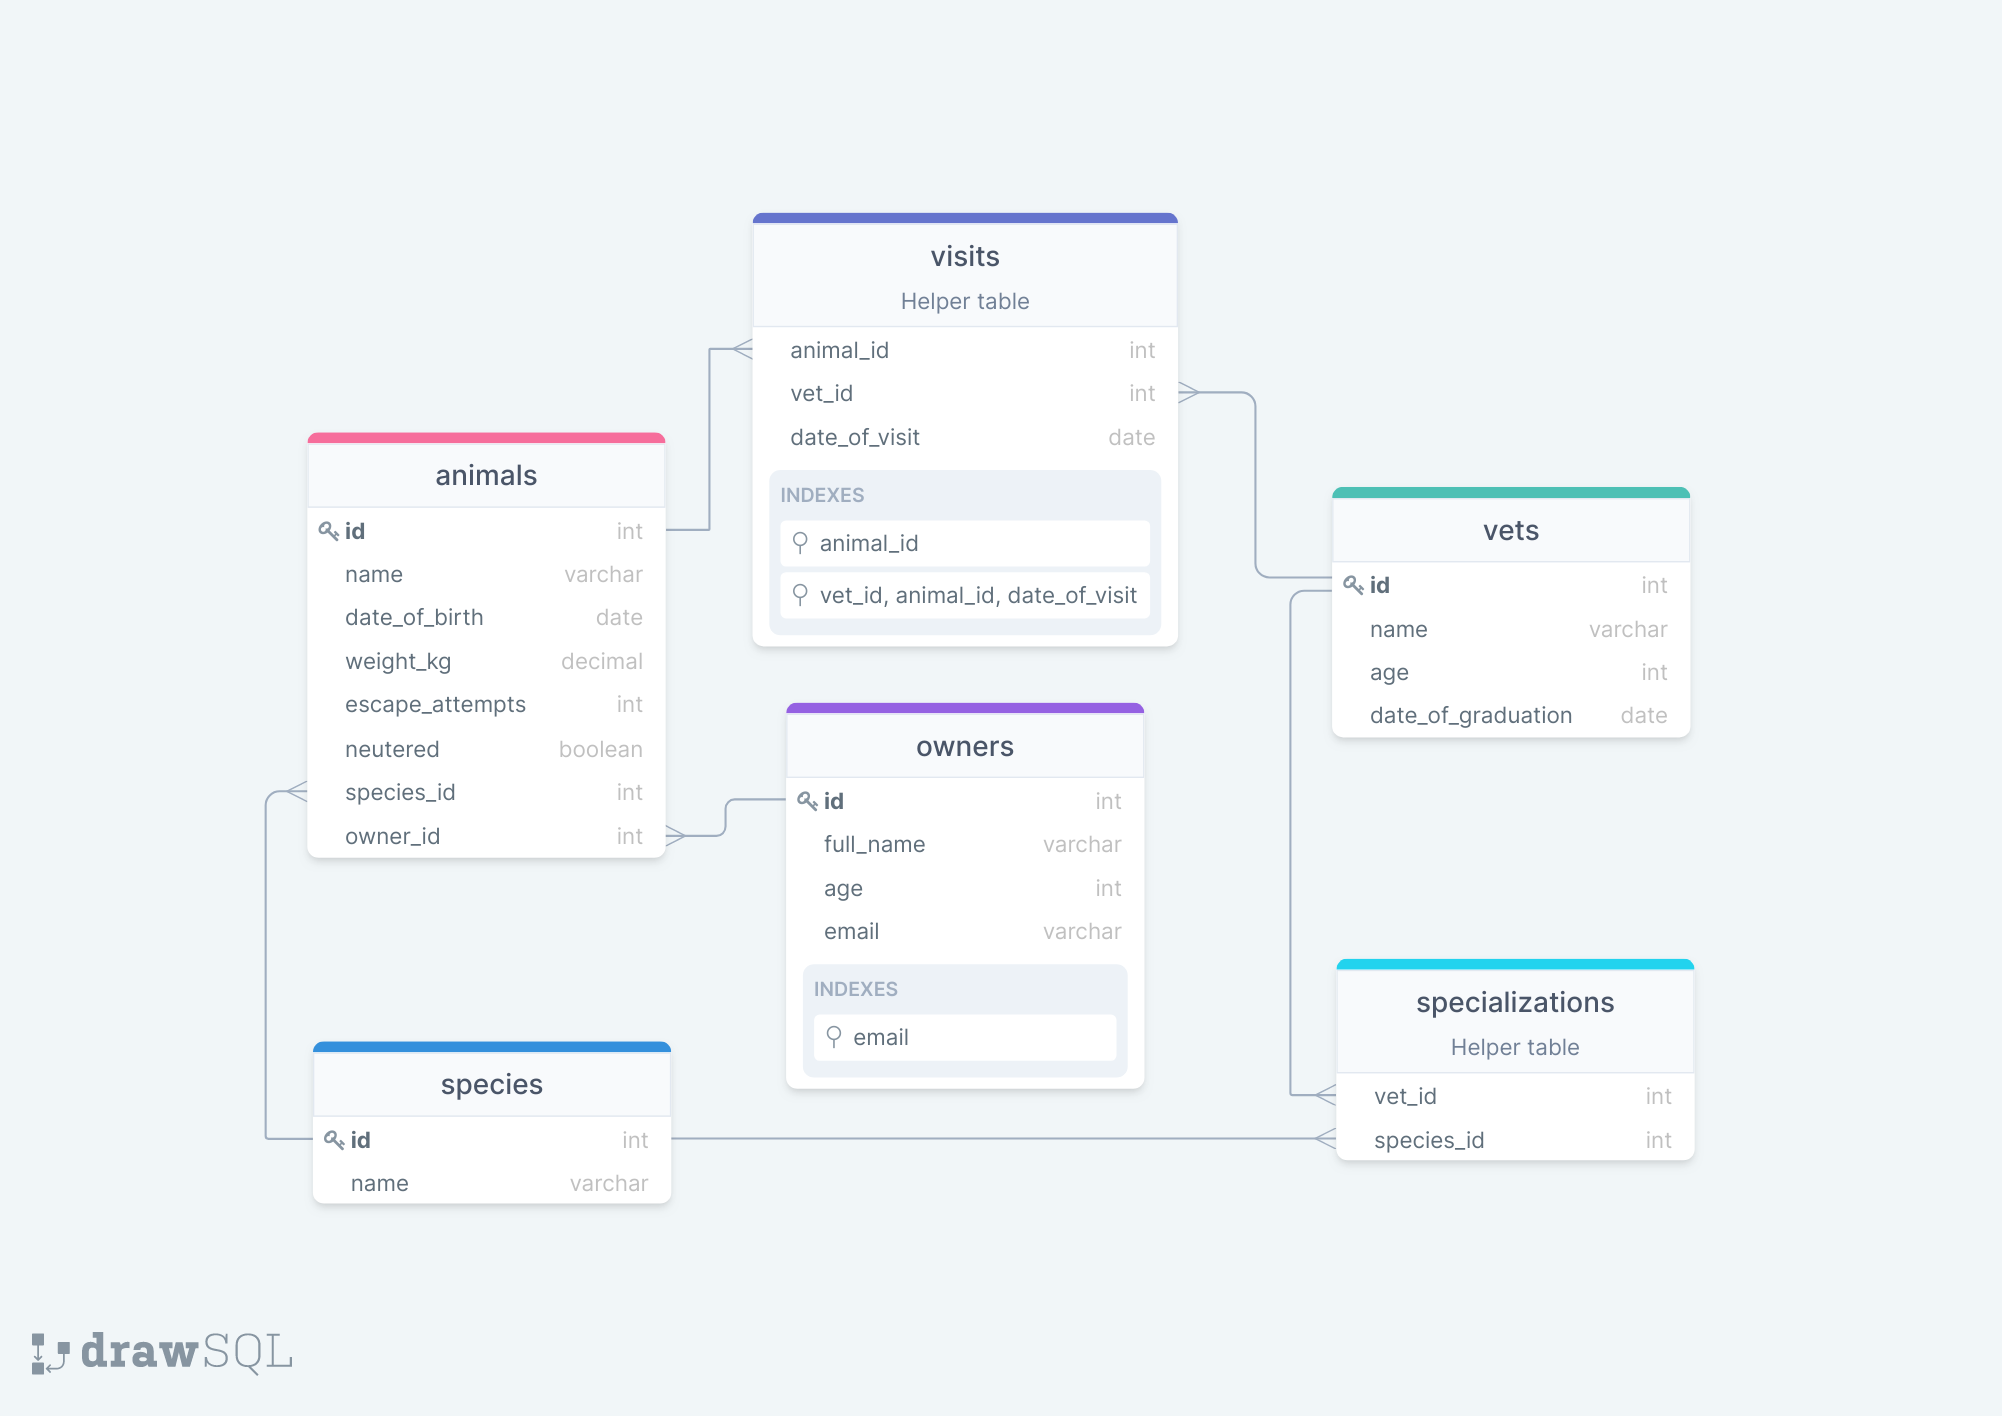 visits
Helper table
animal_id int
vet_id int
date_of_visit date
INDEXES
animal_id
vet_id, animal_id, date_of_visit
animals
id int
name varchar
date_of_birth date
weight_kg decimal
escape_attempts int
neutered boolean
species_id int
owner_id int
vets
id int
name varchar
age int
date_of_graduation date
owners
id int
full_name varchar
age int
email varchar
INDEXES
email
species
id int
name varchar
specializations
Helper table
vet_id int
species_id int
drawSQL